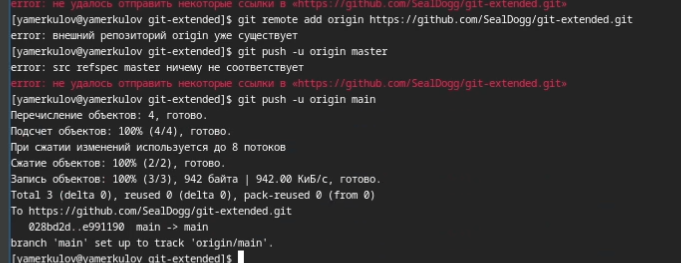 error: не удалось отправить некоторые ссылки в «https://github.com/SealDogg/git-extended.git»
[yamerkulov@yamerkulov git-extended]$ git remote add origin https://github.com/SealDogg/git-extended.git
error: внешний репозиторий origin уже существует
[yamerkulov@yamerkulov git-extended]$ git push -u origin master
error: src refspec master ничему не соответствует
error: не удалось отправить некоторые ссылки в «https://github.com/SealDogg/git-extended.git»
[yamerkulov@yamerkulov git-extended]$ git push -u origin main
Перечисление объектов: 4, готово.
Подсчет объектов: 100% (4/4), готово.
При сжатии изменений используется до 8 потоков
Сжатие объектов: 100% (2/2), готово.
Запись объектов: 100% (3/3), 942 байта | 942.00 КиБ/с, готово.
Total 3 (delta 0), reused 0 (delta 0), pack-reused 0 (from 0)
To https://github.com/SealDogg/git-extended.git
028bd2d..e991190 main -> main
branch 'main' set up to track 'origin/main'.
[yamerkulov@yamerkulov git-extended]$